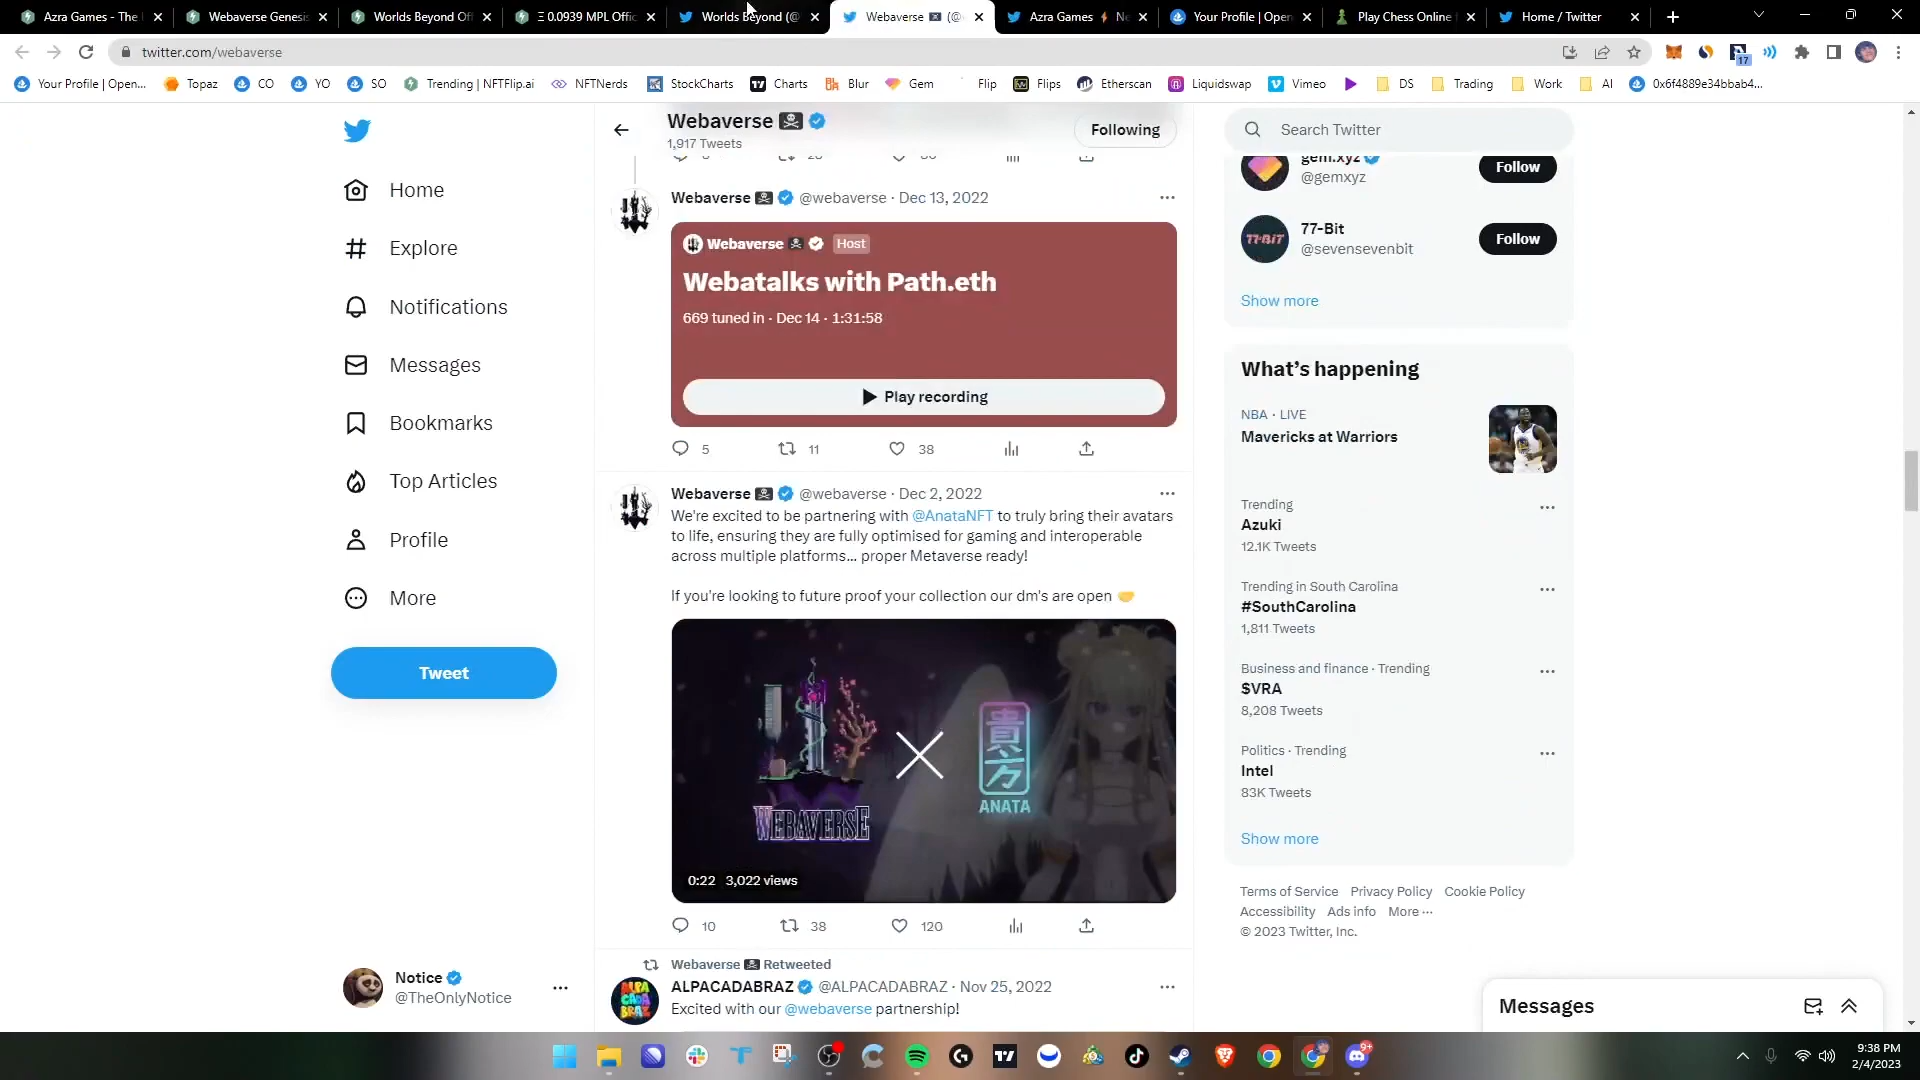 Azra Games - The
Webaverse Genesis
Worlds Beyond Off
Ξ 0.0939 MPL Offic
Worlds Beyond (@
Webaverse 🏴‍☠️ (@
Azra Games ⚡ Ne
Your Profile | Open
Play Chess Online
Home / Twitter
twitter.com/webaverse
17
Your Profile | Open...
Topaz
CO
YO
SO
Trending | NFTFlip.ai
NFTNerds
StockCharts
Charts
Blur
Gem
Flip
Flips
Etherscan
Liquidswap
Vimeo
DS
Trading
Work
AI
0x6f4889e34bbab4...
Home
Explore
Notifications
Messages
Bookmarks
Top Articles
Profile
More
Tweet
Notice
@TheOnlyNotice
Webaverse 🏴‍☠️
1,917 Tweets
Following
Webaverse 🏴‍☠️ @webaverse · Dec 13, 2022
Webaverse 🏴‍☠️ Host
Webatalks with Path.eth
669 tuned in · Dec 14 · 1:31:58
Play recording
5 11 38
Webaverse 🏴‍☠️ @webaverse · Dec 2, 2022
We're excited to be partnering with @AnataNFT to truly bring their avatars
to life, ensuring they are fully optimised for gaming and interoperable
across multiple platforms... proper Metaverse ready!
If you're looking to future proof your collection our dm's are open 🤝
WEBAVERSE
貴方
ANATA
0:22 3,022 views
10 38 120
Webaverse 🏴‍☠️ Retweeted
ALPACADABRAZ @ALPACADABRAZ · Nov 25, 2022
ALPA
CADA
BRAZ
Excited with our @webaverse partnership!
Search Twitter
gem.xyz
@gemxyz
Follow
77-BIT
77-Bit
@sevensevenbit
Follow
Show more
What's happening
NBA · LIVE
Mavericks at Warriors
Trending
Azuki
12.1K Tweets
Trending in South Carolina
#SouthCarolina
1,811 Tweets
Business and finance · Trending
$VRA
8,208 Tweets
Politics · Trending
Intel
83K Tweets
Show more
Terms of Service Privacy Policy Cookie Policy
Accessibility Ads info More ···
© 2023 Twitter, Inc.
Messages
9+
9:38 PM
2/4/2023